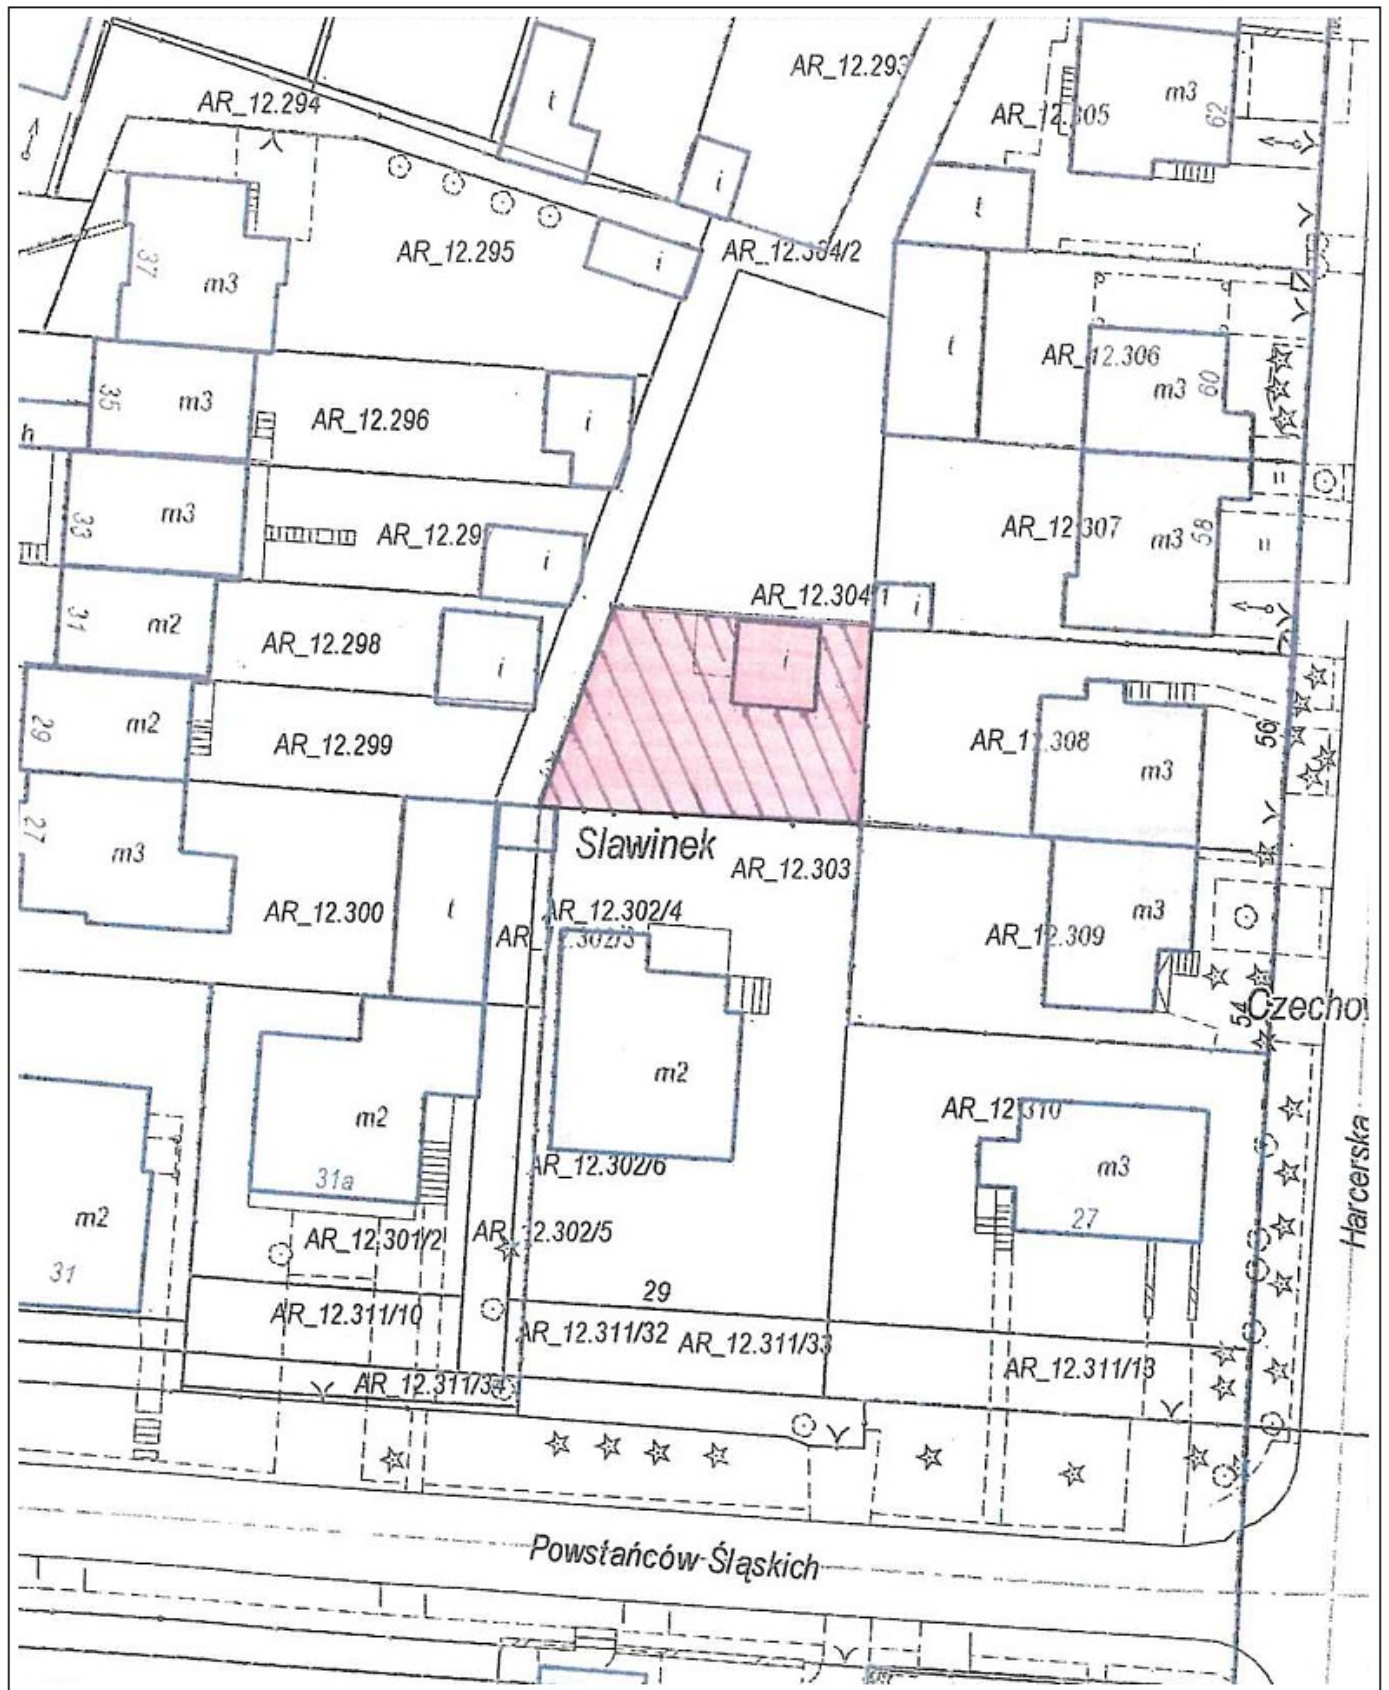 AR_12.293
m3
AR_12.294
t
AR_12.305
62
i
t
37
m3
AR_12.295
i
AR_12.304/2
t
AR_12.306
35
m3
m3
60
AR_12.296
i
h
33
m3
AR_12.29
i
AR_12.307
m3
58
AR_12.304/1
i
31
m2
AR_12.298
i
i
29
m2
AR_12.299
AR_12.308
56
m3
27
m3
Slawinek
AR_12.303
AR_12.300
t
AR_12.302/4
AR_12.302/3
m3
AR_12.309
54
Czecho
m2
m2
AR_12.310
m3
31a
AR_12.302/6
27
Harcerska
m2
AR_12.301/2
AR_12.302/5
31
29
AR_12.311/10
AR_12.311/32
AR_12.311/33
AR_12.311/13
AR_12.311/34
Powstańców Śląskich